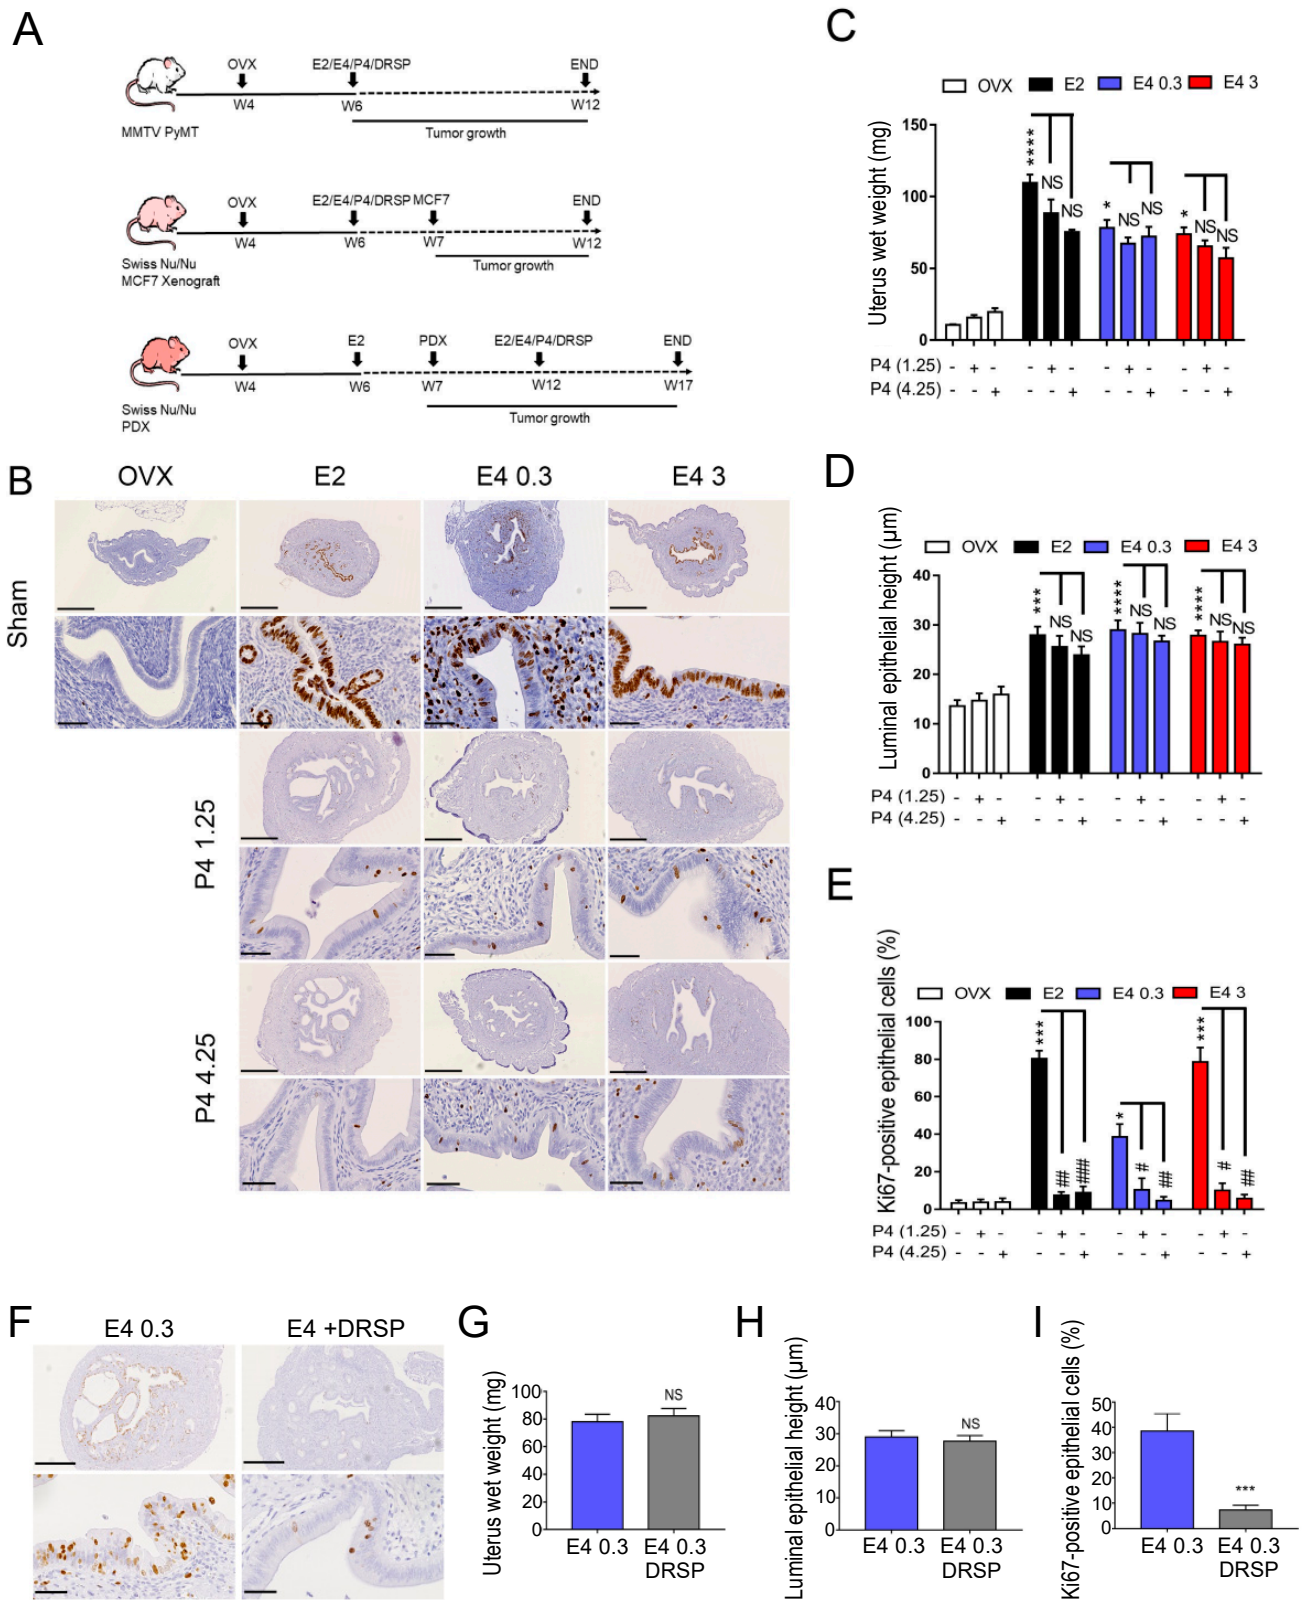 A
OVX
E2/E4/P4/DRSP
END
W4
W6
W12
MMTV PyMT
Tumor growth
OVX
E2/E4/P4/DRSP MCF7
END
W4
W6
W7
W12
Tumor growth
Swiss Nu/Nu
MCF7 Xenograft
OVX
E2
PDX
E2/E4/P4/DRSP
END
W4
W6
W7
W12
W17
Tumor growth
Swiss Nu/Nu
PDX
B
OVX
E2
E4 0.3
E4 3
Sham
P4 1.25
P4 4.25
C
OVX
E2
E4 0.3
E4 3
Uterus wet weight (mg)
150
100
50
0
****
NS
NS
*
NS
NS
*
NS
NS
P4 (1.25) - + - - + - - + - - + -
P4 (4.25) - - + - - + - - + - - +
D
OVX
E2
E4 0.3
E4 3
Luminal epithelial height (µm)
40
30
20
10
0
***
NS
NS
****
NS
NS
****
NS
NS
P4 (1.25) - + - - + - - + - - + -
P4 (4.25) - - + - - + - - + - - +
E
OVX
E2
E4 0.3
E4 3
Ki67-positive epithelial cells (%)
100
80
60
40
20
0
***
##
###
*
#
##
***
#
##
P4 (1.25) - + - - + - - + - - + -
P4 (4.25) - - + - - + - - + - - +
F
E4 0.3
E4 +DRSP
G
Uterus wet weight (mg)
100
80
60
40
20
0
NS
E4 0.3
E4 0.3
DRSP
H
Luminal epithelial height (µm)
40
30
20
10
0
NS
E4 0.3
E4 0.3
DRSP
I
Ki67-positive epithelial cells (%)
50
40
30
20
10
0
***
E4 0.3
E4 0.3
DRSP